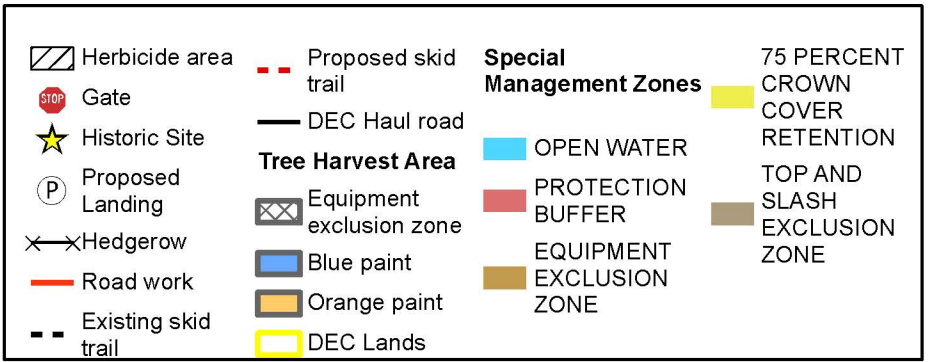 Herbicide area
STOP
Gate
Historic Site
P
Proposed
Landing
Hedgerow
Road work
Existing skid
trail
Proposed skid
trail
DEC Haul road
Tree Harvest Area
Equipment
exclusion zone
Blue paint
Orange paint
DEC Lands
Special
Management Zones
OPEN WATER
PROTECTION
BUFFER
EQUIPMENT
EXCLUSION
ZONE
75 PERCENT
CROWN
COVER
RETENTION
TOP AND
SLASH
EXCLUSION
ZONE